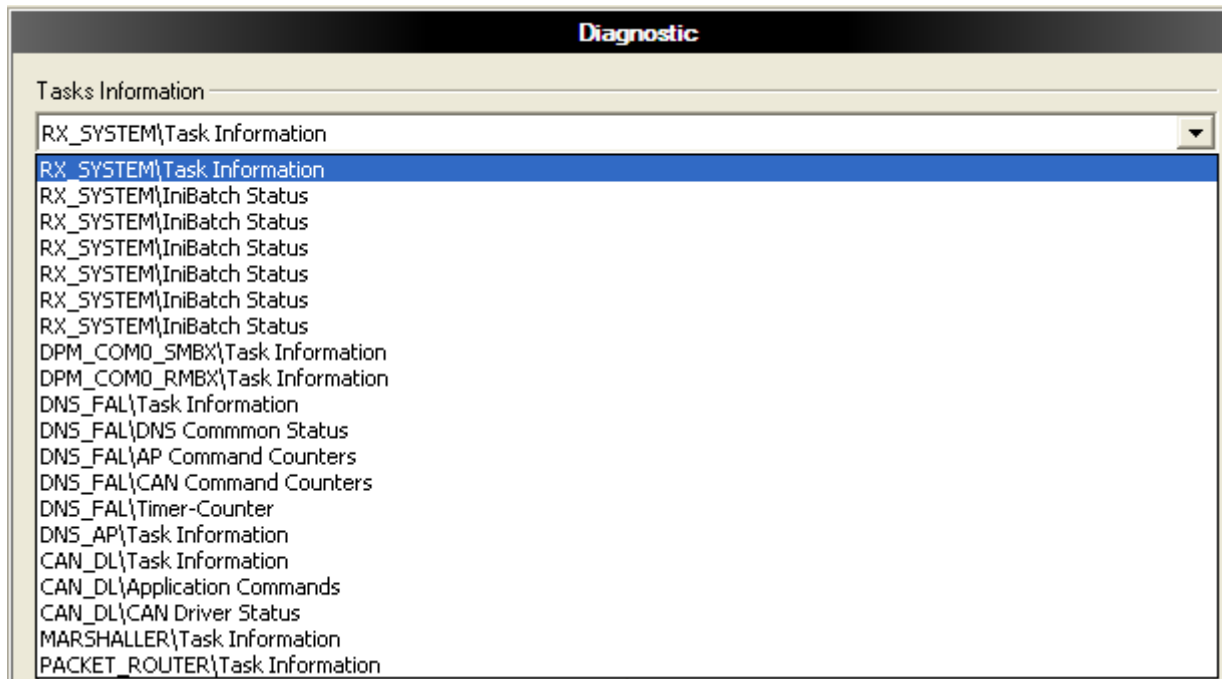 Diagnostic
Tasks Information
RX_SYSTEM\Task Information
RX_SYSTEM\Task Information
RX_SYSTEM\IniBatch Status
RX_SYSTEM\IniBatch Status
RX_SYSTEM\IniBatch Status
RX_SYSTEM\IniBatch Status
RX_SYSTEM\IniBatch Status
RX_SYSTEM\IniBatch Status
DPM_COM0_SMBX\Task Information
DPM_COM0_RMBX\Task Information
DNS_FAL\Task Information
DNS_FAL\DNS Commmon Status
DNS_FAL\AP Command Counters
DNS_FAL\CAN Command Counters
DNS_FAL\Timer-Counter
DNS_AP\Task Information
CAN_DL\Task Information
CAN_DL\Application Commands
CAN_DL\CAN Driver Status
MARSHALLER\Task Information
PACKET_ROUTER\Task Information